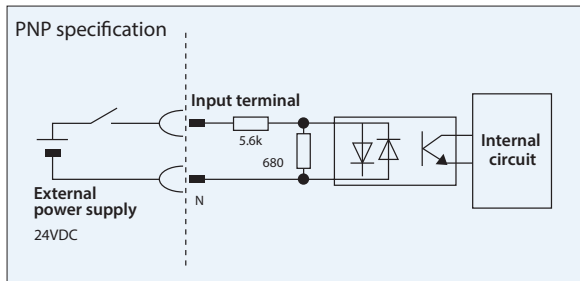 PNP specification
Input terminal
5.6k
680
Internal
circuit
External
power supply
24VDC
N